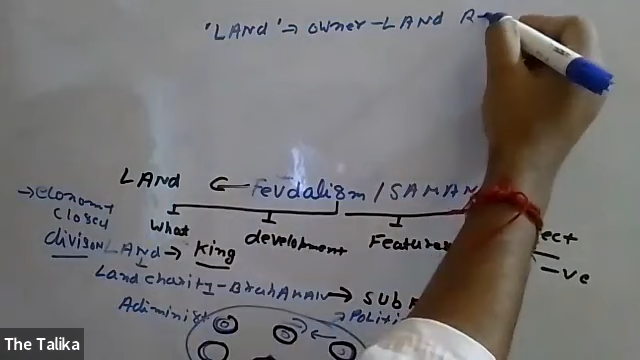 'LAND' → owner-LAND R
LAND ← Feudalism / SAMAN
→ economy closed
What
development
Features
ect
-ve
division LAND → King
Land charity - BrahMAN → SUB
Administ
→ Politi
The Talika